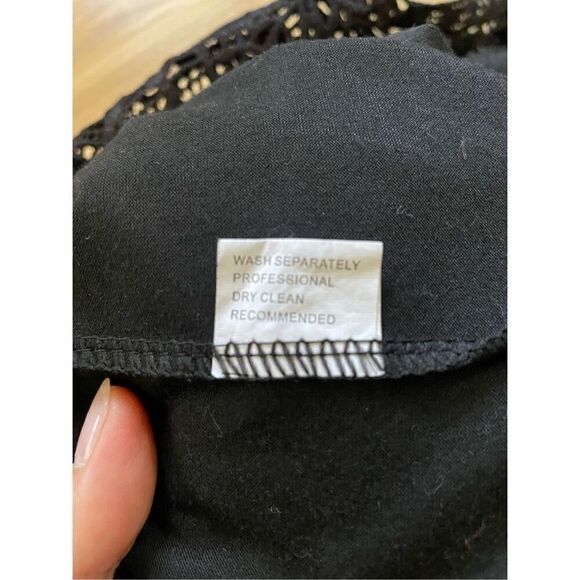 WASH SEPARATELY
PROFESSIONAL
DRY CLEAN
RECOMMENDED